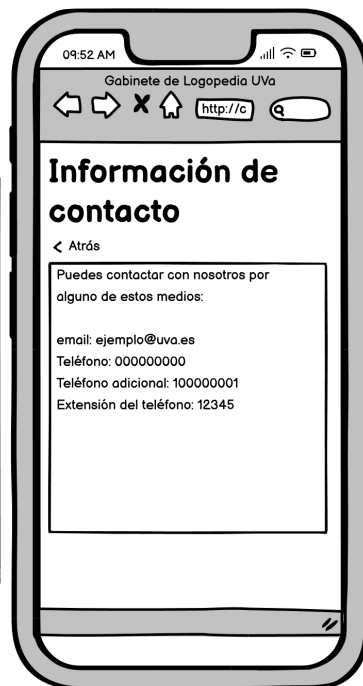 09:52 AM
Gabinete de Logopedia UVa
http://c
Información de
contacto
Atrás
Puedes contactar con nosotros por
alguno de estos medios:
email: ejemplo@uva.es
Teléfono: 000000000
Teléfono adicional: 100000001
Extensión del teléfono: 12345